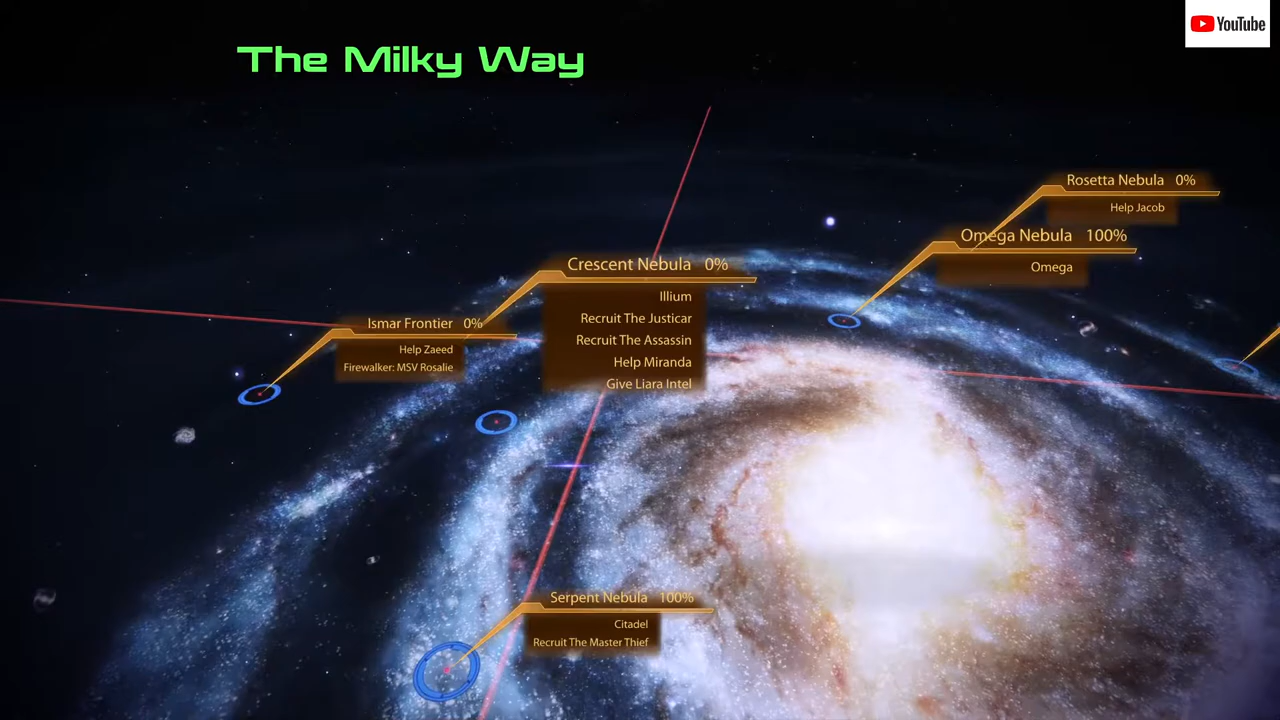 YouTube
The Milky Way
Rosetta Nebula 0%
Help Jacob
Omega Nebula 100%
Omega
Crescent Nebula 0%
Illium
Recruit The Justicar
Recruit The Assassin
Help Miranda
Give Liara Intel
Ismar Frontier 0%
Help Zaeed
Firewalker: MSV Rosalie
Serpent Nebula 100%
Citadel
Recruit The Master Thief